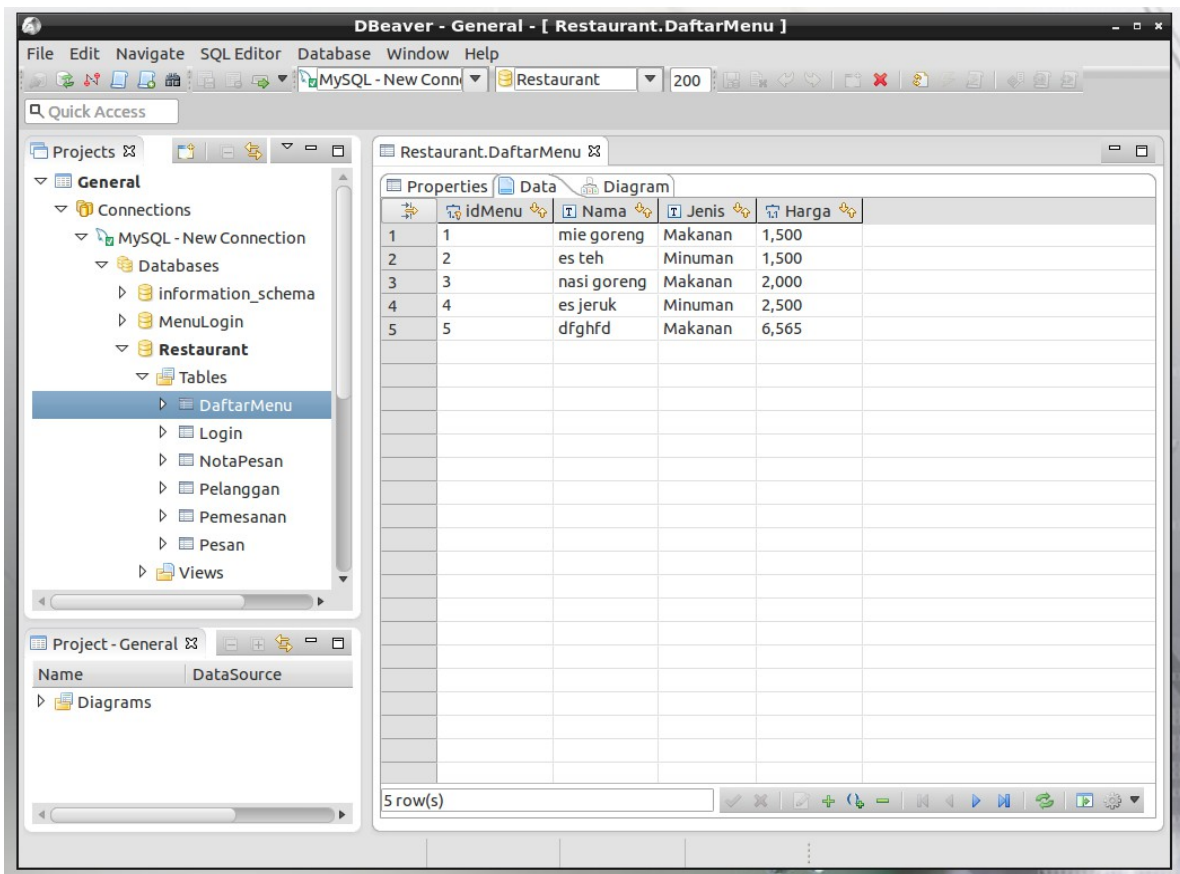 DBeaver - General - [ Restaurant.DaftarMenu ]
File Edit Navigate SQL Editor Database Window Help
MySQL - New Conn Restaurant 200
Quick Access
Projects
General
Connections
MySQL - New Connection
Databases
information_schema
MenuLogin
Restaurant
Tables
DaftarMenu
Login
NotaPesan
Pelanggan
Pemesanan
Pesan
Views
Project - General
Name DataSource
Diagrams
Restaurant.DaftarMenu
Properties Data Diagram
idMenu Nama Jenis Harga
1 1 mie goreng Makanan 1,500
2 2 es teh Minuman 1,500
3 3 nasi goreng Makanan 2,000
4 4 es jeruk Minuman 2,500
5 5 dfghfd Makanan 6,565
5 row(s)